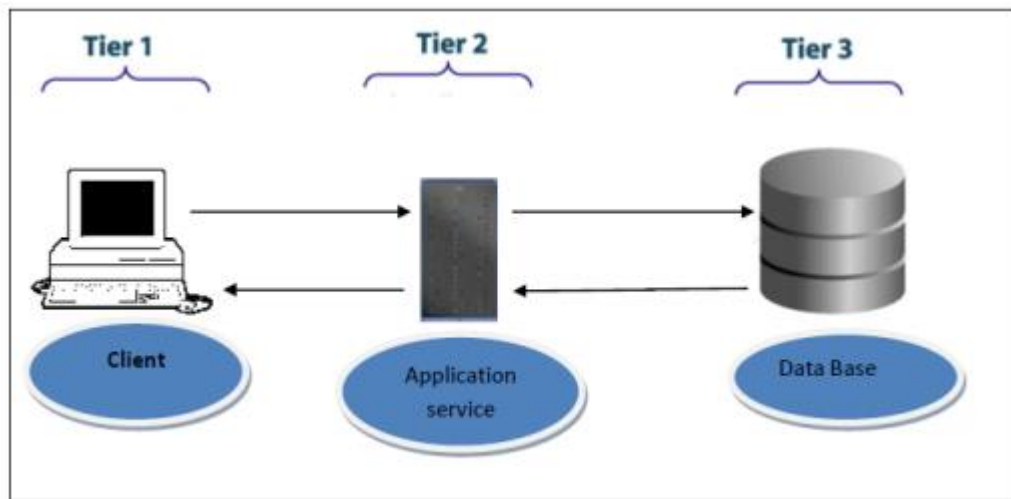 Tier 1
Tier 2
Tier 3
Client
Application
service
Data Base